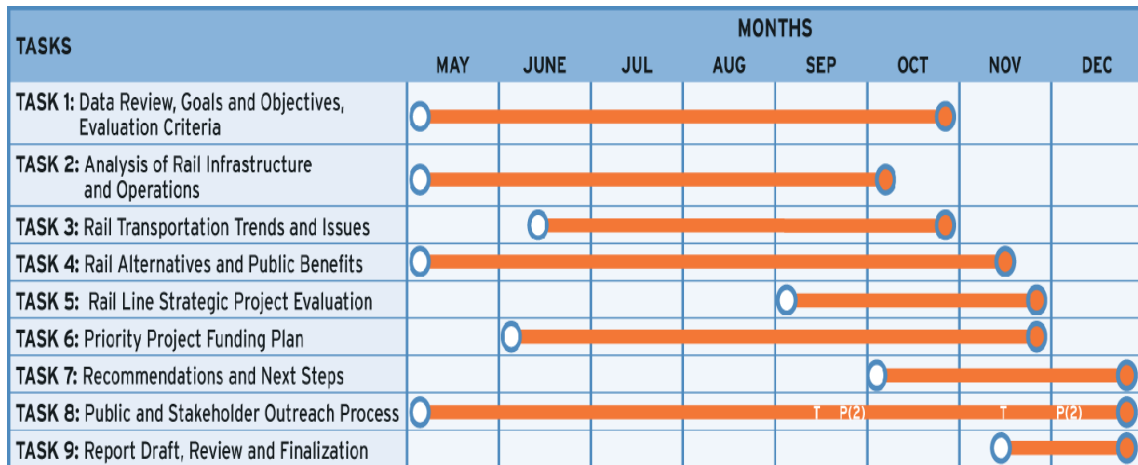 TASKS
MONTHS
MAY JUNE JUL AUG SEP OCT NOV DEC
TASK 1: Data Review, Goals and Objectives,
Evaluation Criteria
TASK 2: Analysis of Rail Infrastructure
and Operations
TASK 3: Rail Transportation Trends and Issues
TASK 4: Rail Alternatives and Public Benefits
TASK 5: Rail Line Strategic Project Evaluation
TASK 6: Priority Project Funding Plan
TASK 7: Recommendations and Next Steps
TASK 8: Public and Stakeholder Outreach Process T P(2) T P(2)
TASK 9: Report Draft, Review and Finalization